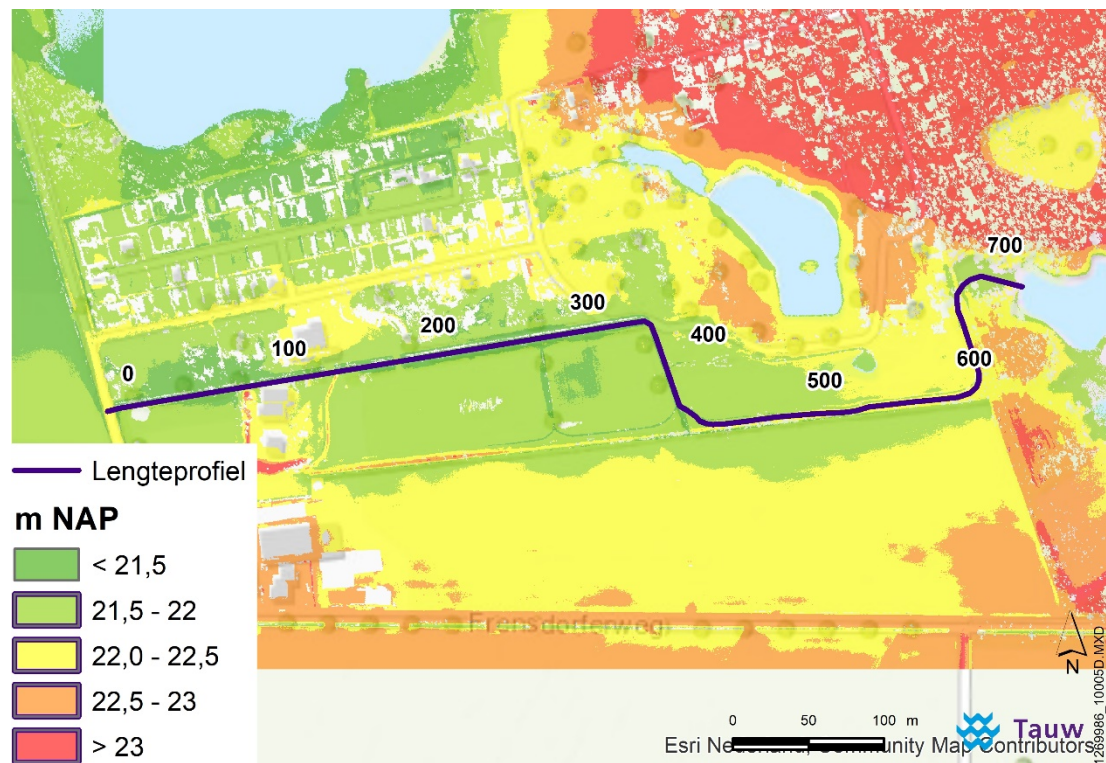 700
300
200
400
100
500
600
0
Lengteprofiel
m NAP
< 21,5
21,5 - 22
22,0 - 22,5
22,5 - 23
> 23
Frensdorferweg
N
0 50 100 m
Tauw
Esri Nederland, Community Map Contributors
1269986_10005D.MXD